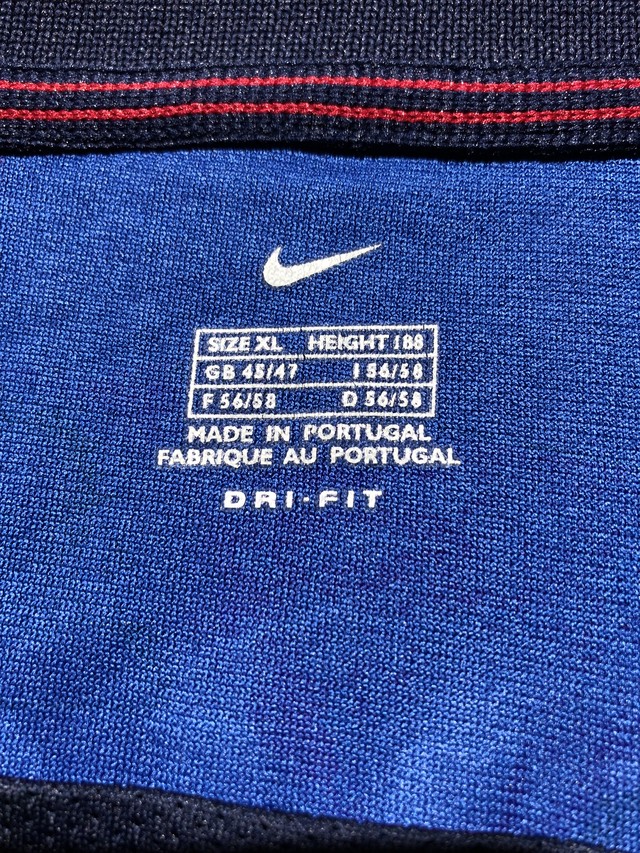 SIZE XL HEIGHT 188
GB 45/47 I 56/58
F 56/58 D 56/58
MADE IN PORTUGAL
FABRIQUE AU PORTUGAL
DRI-FIT